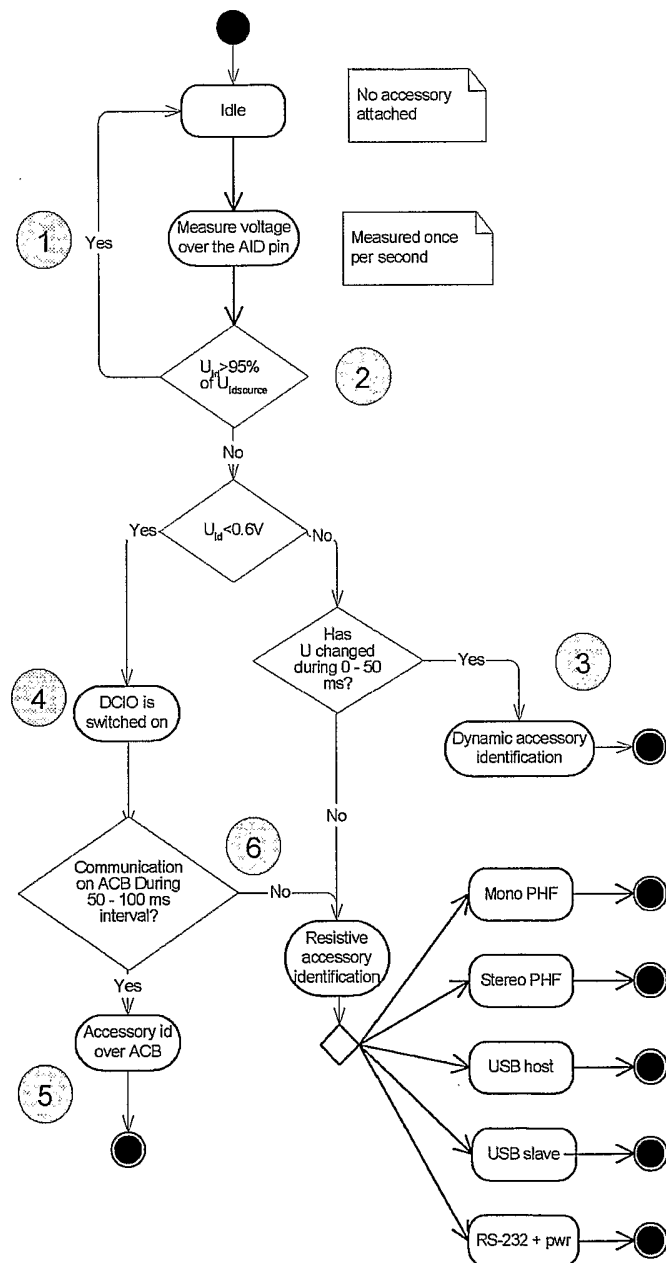 Idle
No accessory
attached
1
Yes
Measure voltage
over the AID pin
Measured once
per second
U_id>95%
of U_idsource
2
No
Yes
U_id<0.6V
No
Has
U changed
during 0 - 50
ms?
Yes
3
4
DCIO is
switched on
Dynamic accessory
identification
No
6
Communication
on ACB During
50 - 100 ms
interval?
No
Mono PHF
Resistive
accessory
identification
Stereo PHF
Yes
Accessory id
over ACB
USB host
5
USB slave
RS-232 + pwr